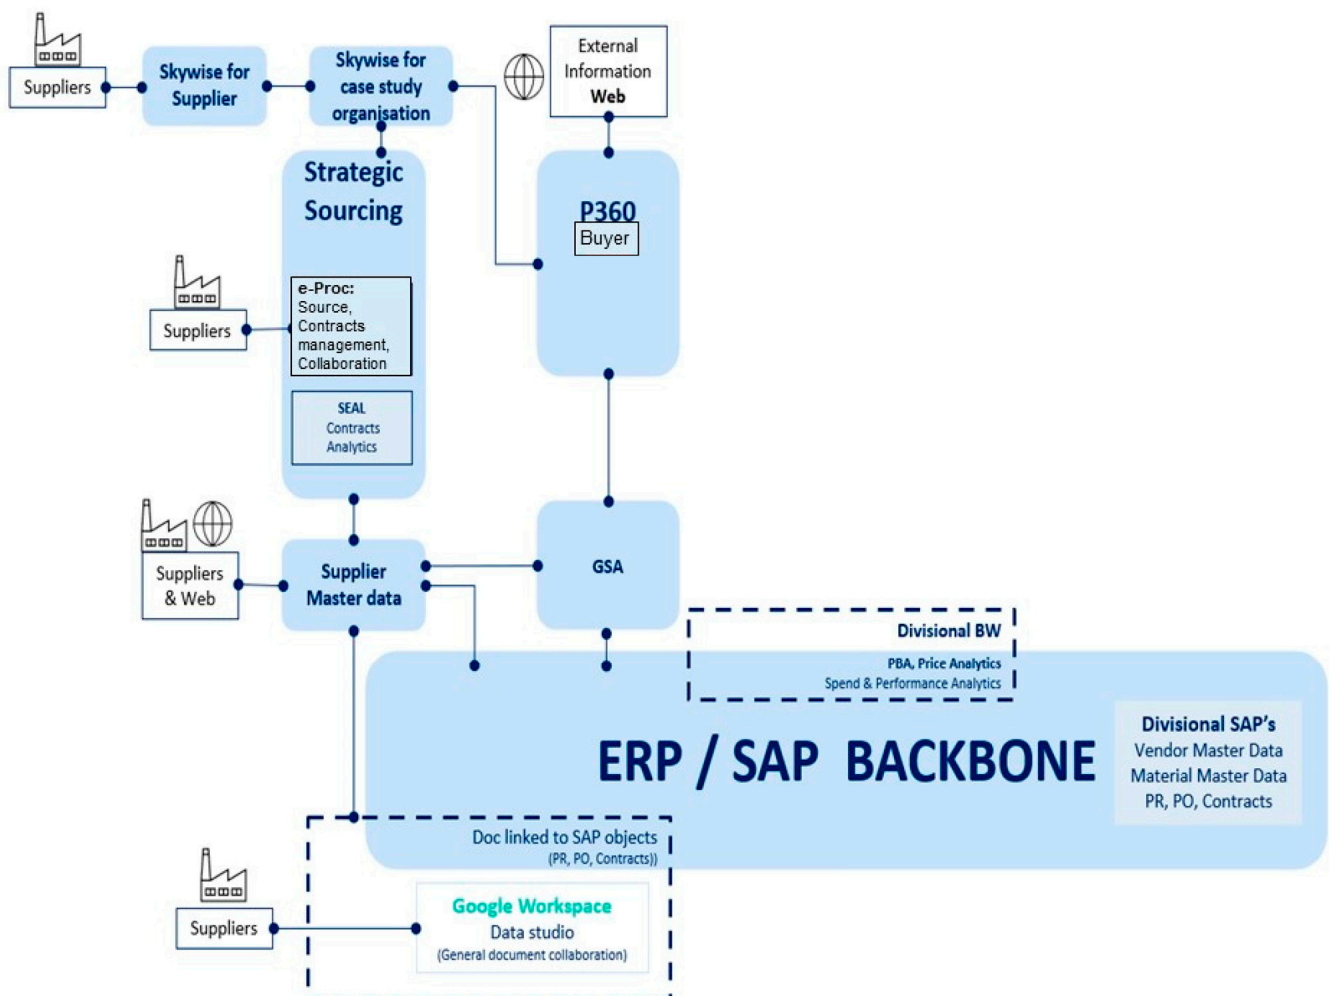 Suppliers
Skywise for
Supplier
Skywise for
case study
organisation
External
Information
Web
Strategic
Sourcing
P360
Buyer
Suppliers
e-Proc:
Source,
Contracts
management,
Collaboration
SEAL
Contracts
Analytics
Suppliers
& Web
Supplier
Master data
GSA
Divisional BW
PBA, Price Analytics
Spend & Performance Analytics
ERP / SAP BACKBONE
Divisional SAP's
Vendor Master Data
Material Master Data
PR, PO, Contracts
Doc linked to SAP objects
(PR, PO, Contracts))
Suppliers
Google Workspace
Data studio
(General document collaboration)